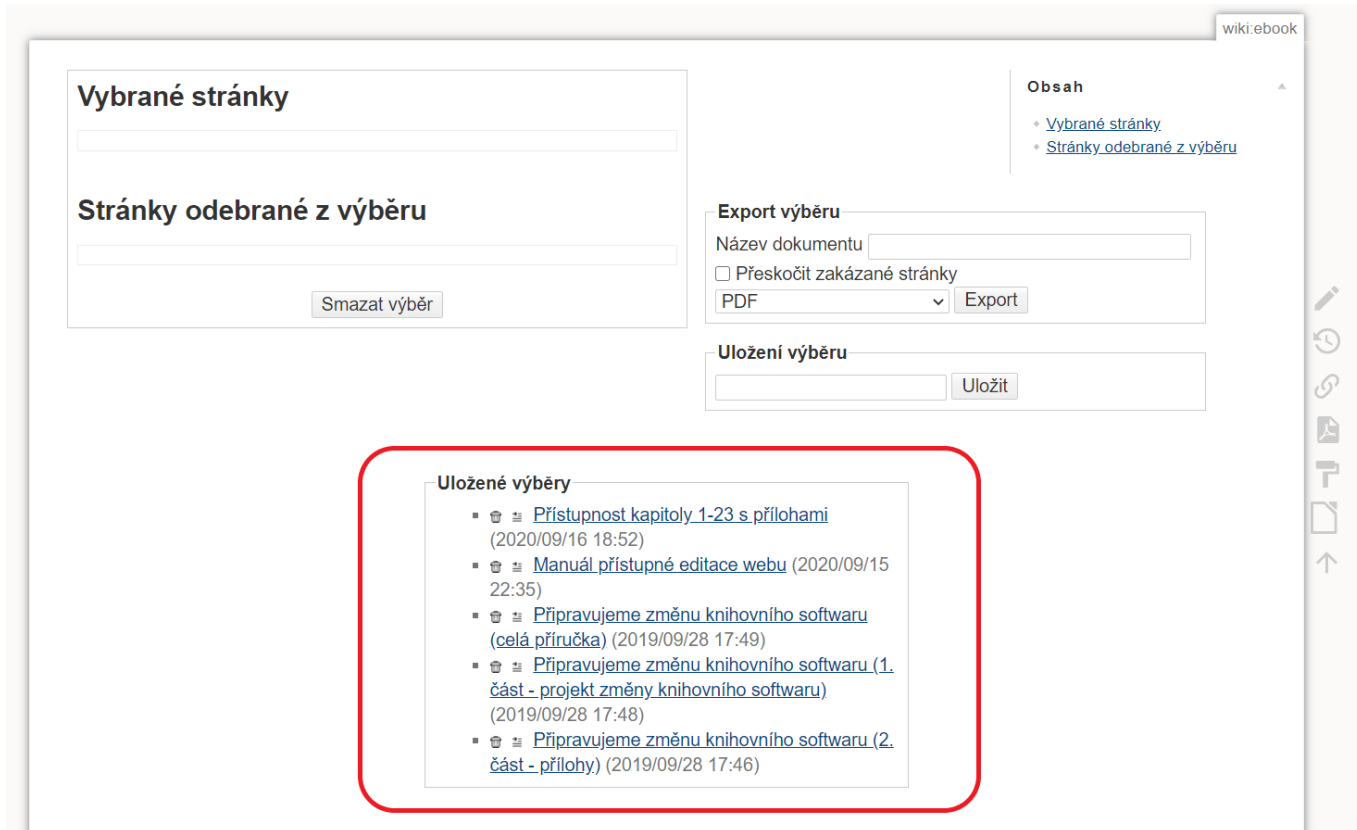 wiki:ebook
Vybrané stránky
Stránky odebrané z výběru
Smazat výběr
Obsah
Vybrané stránky
Stránky odebrané z výběru
Export výběru
Název dokumentu
Přeskočit zakázané stránky
PDF
Export
Uložení výběru
Uložit
Uložené výběry
Přístupnost kapitoly 1-23 s přílohami
(2020/09/16 18:52)
Manuál přístupné editace webu (2020/09/15
22:35)
Připravujeme změnu knihovního softwaru
(celá příručka) (2019/09/28 17:49)
Připravujeme změnu knihovního softwaru (1.
část - projekt změny knihovního softwaru)
(2019/09/28 17:48)
Připravujeme změnu knihovního softwaru (2.
část - přílohy) (2019/09/28 17:46)